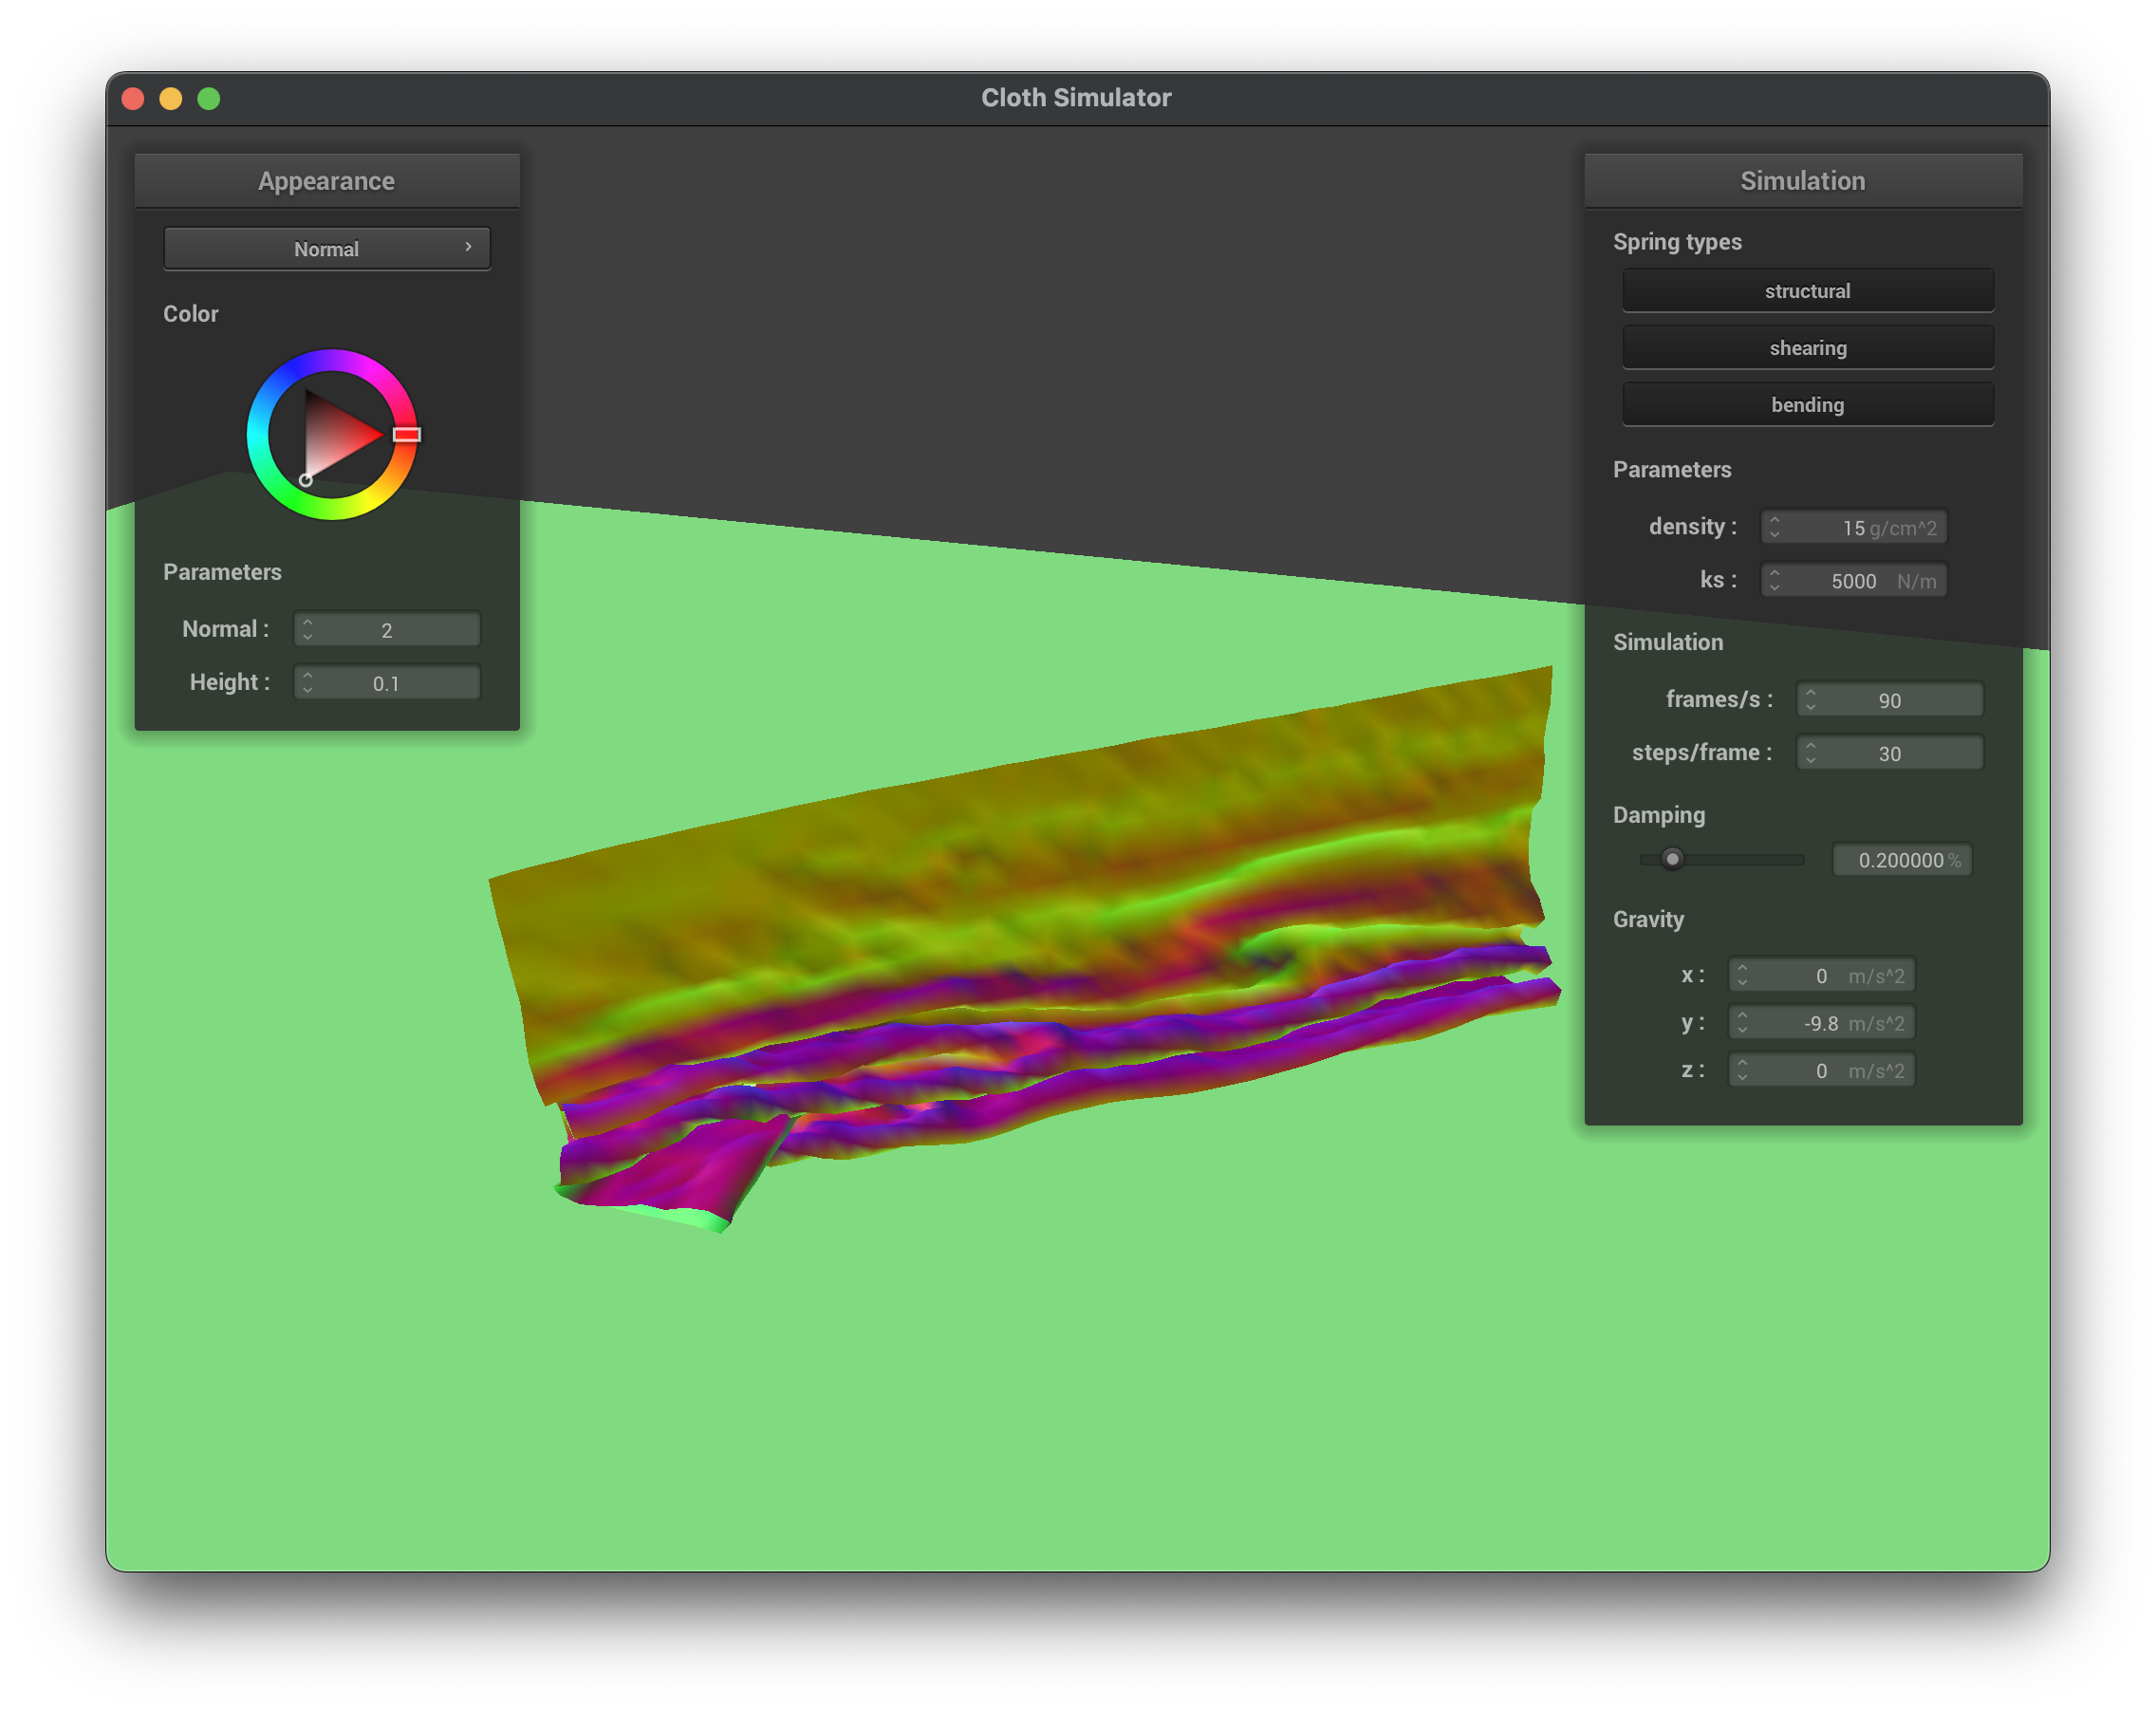 Cloth Simulator
Appearance
Normal
Color
Parameters
Normal : 2
Height : 0.1
Simulation
Spring types
structural
shearing
bending
Parameters
density : 15 g/cm^2
ks : 5000 N/m
Simulation
frames/s : 90
steps/frame : 30
Damping
0.200000 %
Gravity
x : 0 m/s^2
y : -9.8 m/s^2
z : 0 m/s^2